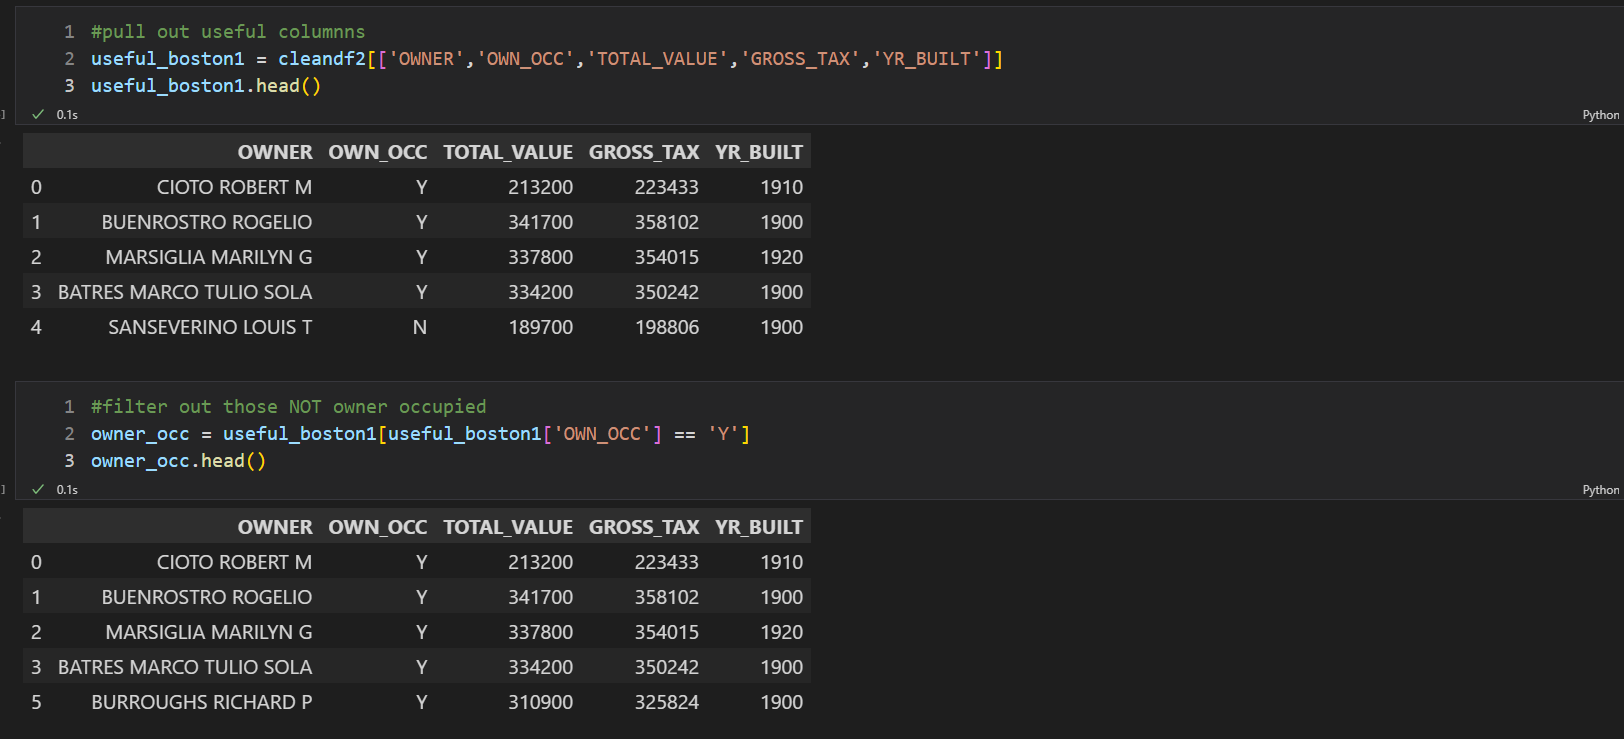 1 #pull out useful columnns
2 useful_boston1 = cleandf2[['OWNER','OWN_OCC','TOTAL_VALUE','GROSS_TAX','YR_BUILT']]
3 useful_boston1.head()
] ✓ 0.1s Python
OWNER OWN_OCC TOTAL_VALUE GROSS_TAX YR_BUILT
0 CIOTO ROBERT M Y 213200 223433 1910
1 BUENROSTRO ROGELIO Y 341700 358102 1900
2 MARSIGLIA MARILYN G Y 337800 354015 1920
3 BATRES MARCO TULIO SOLA Y 334200 350242 1900
4 SANSEVERINO LOUIS T N 189700 198806 1900
1 #filter out those NOT owner occupied
2 owner_occ = useful_boston1[useful_boston1['OWN_OCC'] == 'Y']
3 owner_occ.head()
] ✓ 0.1s Python
OWNER OWN_OCC TOTAL_VALUE GROSS_TAX YR_BUILT
0 CIOTO ROBERT M Y 213200 223433 1910
1 BUENROSTRO ROGELIO Y 341700 358102 1900
2 MARSIGLIA MARILYN G Y 337800 354015 1920
3 BATRES MARCO TULIO SOLA Y 334200 350242 1900
5 BURROUGHS RICHARD P Y 310900 325824 1900